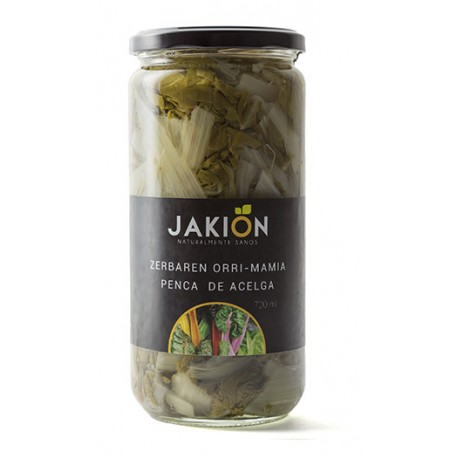 JAKION
NATURALMENTE SANOS
ZERBAREN ORRI-MAMIA
PENCA DE ACELGA
720 ml